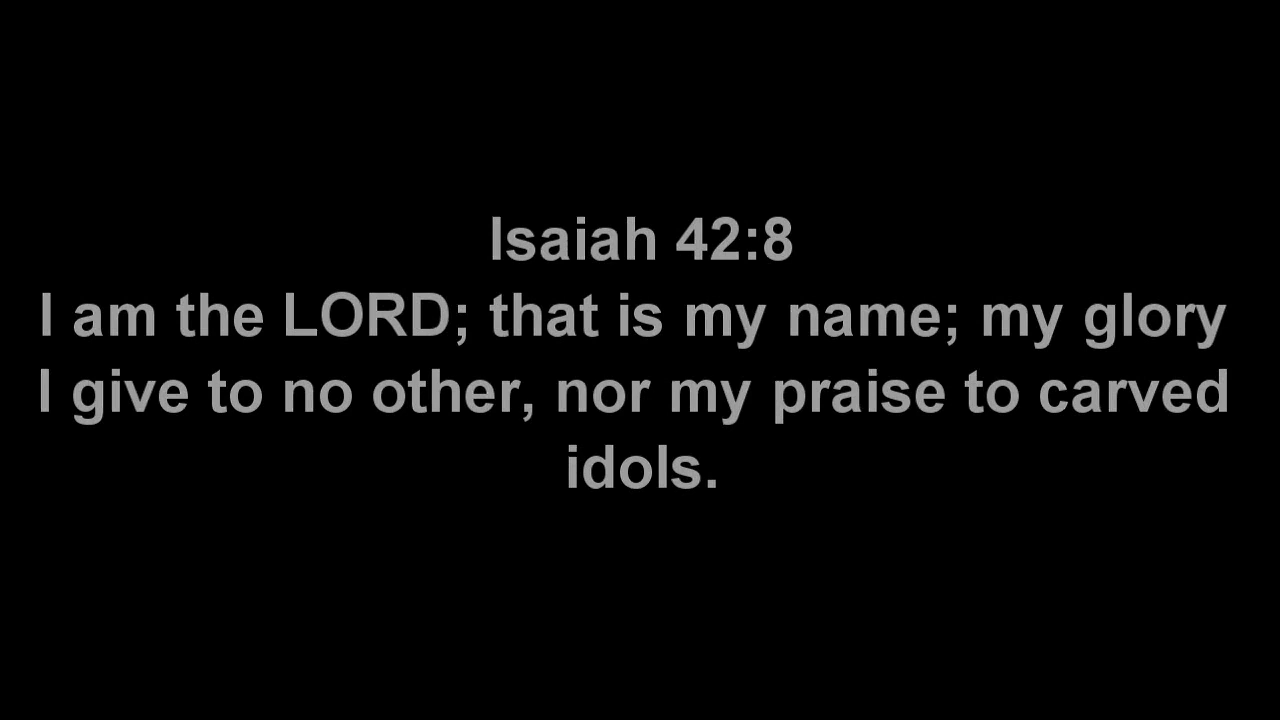 Isaiah 42:8
I am the LORD; that is my name; my glory
I give to no other, nor my praise to carved
idols.